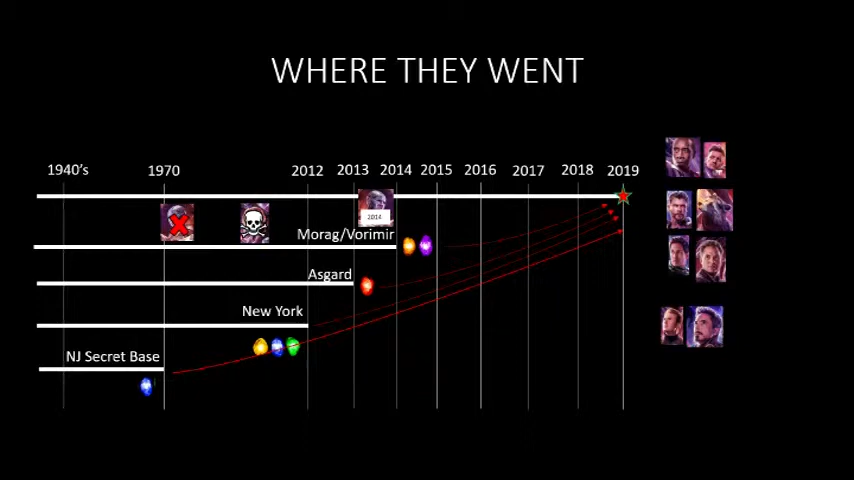 WHERE THEY WENT
1940's 1970 2012 2013 2014 2015 2016 2017 2018 2019
2014
Morag/Vorimir
Asgard
New York
NJ Secret Base